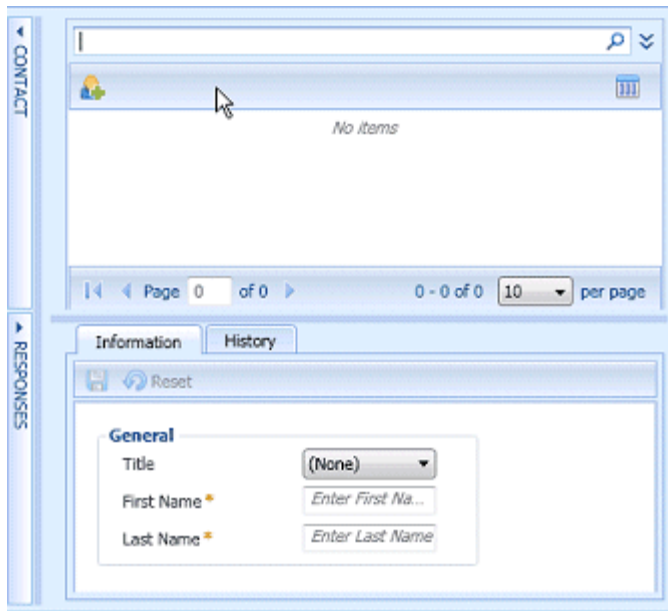 CONTACT
No items
Page 0 of 0
0 - 0 of 0 10 per page
RESPONSES
Information History
Reset
General
Title (None)
First Name * Enter First Na...
Last Name * Enter Last Name